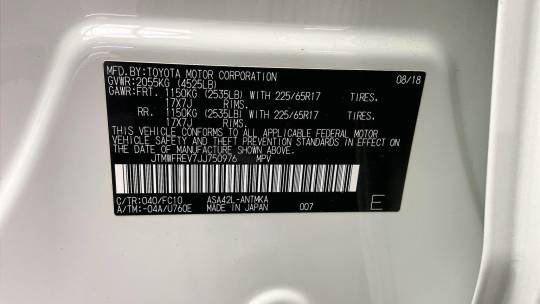 MFD.BY:TOYOTA MOTOR CORPORATION 08/18
GVWR:2055KG (4525LB)
GAWR:FRT. 1150KG (2535LB) WITH 225/65R17 TIRES.
17X7J RIMS.
RR. 1150KG (2535LB) WITH 225/65R17 TIRES.
17X7J RIMS.
THIS VEHICLE CONFORMS TO ALL APPLICABLE FEDERAL MOTOR
VEHICLE SAFETY AND THEFT PREVENTION STANDARDS IN EFFECT ON
THE DATE OF MANUFACTURE SHOWN ABOVE.
JTMWFREV7JJ750976 MPV
C/TR:040/FC10 ASA42L-ANTMKA
A/TM:-04A/U760E MADE IN JAPAN 007 E